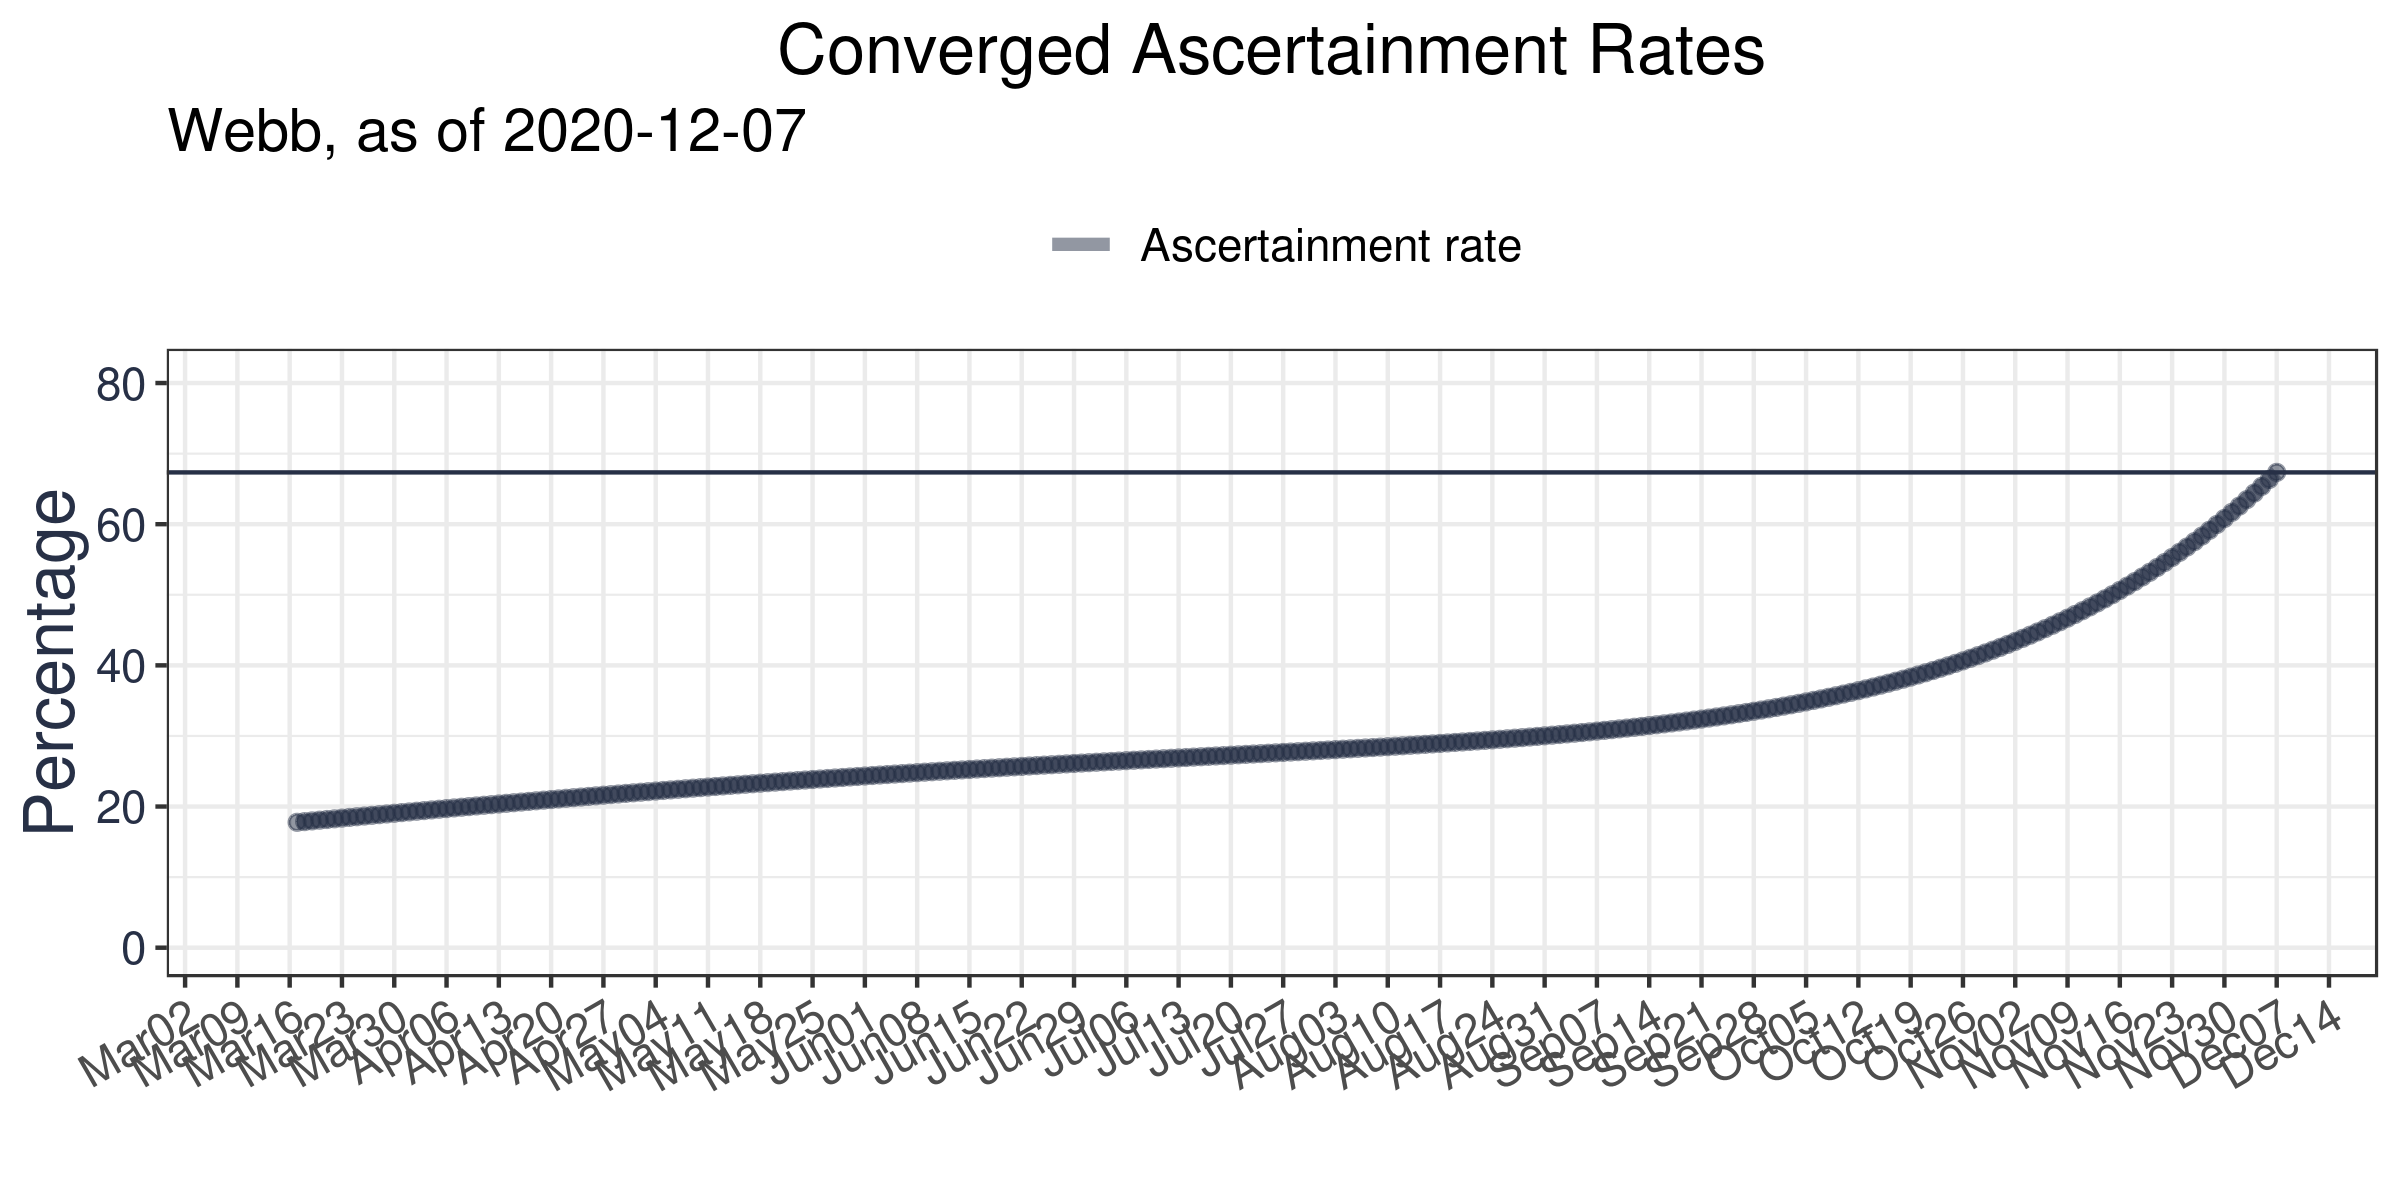 Converged Ascertainment Rates
Webb, as of 2020-12-07
Ascertainment rate
Percentage
80
60
40
20
0
Mar02
Mar09
Mar16
Mar23
Mar30
Apr06
Apr13
Apr20
Apr27
May04
May11
May18
May25
Jun01
Jun08
Jun15
Jun22
Jun29
Jul06
Jul13
Jul20
Jul27
Aug03
Aug10
Aug17
Aug24
Aug31
Sep07
Sep14
Sep21
Sep28
Oct05
Oct12
Oct19
Oct26
Nov02
Nov09
Nov16
Nov23
Nov30
Dec07
Dec14